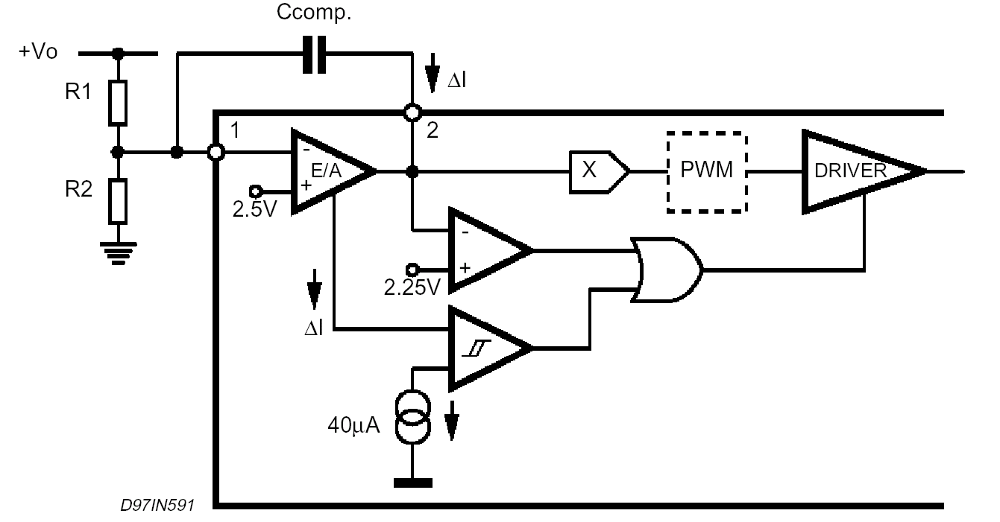 Ccomp.
+Vo
ΔI
R1
1
2
-
E/A
X
PWM
DRIVER
+
R2
2.5V
-
+
2.25V
ΔI
40μA
D97IN591